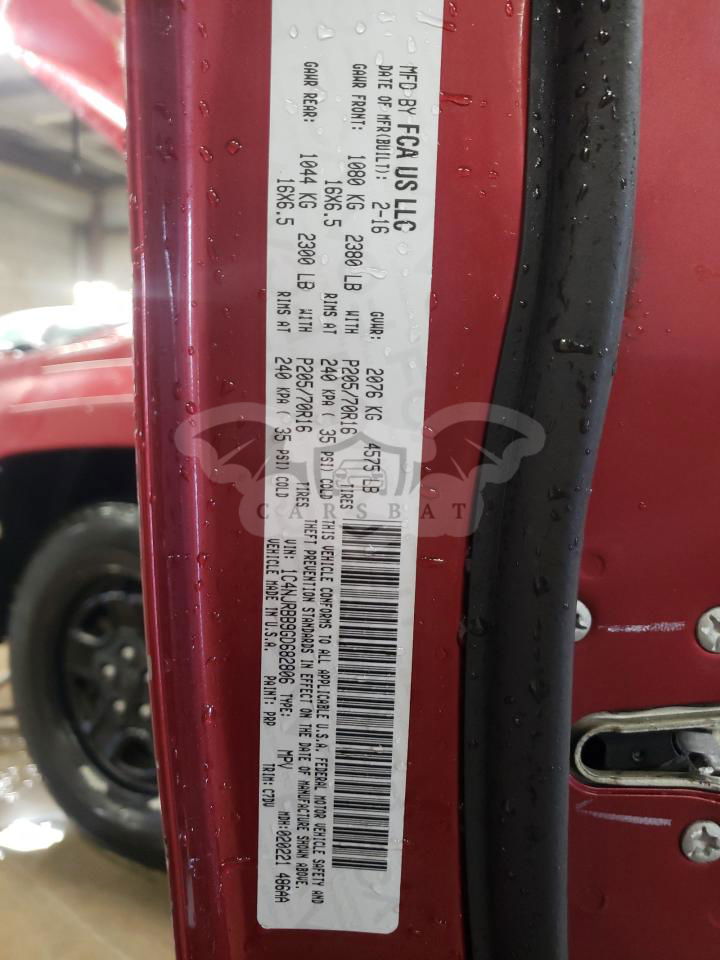 MFD BY FCA US LLC
DATE OF MFR(BUILT): 2-16 GVWR: 2076 KG 4575 LB
GAWR FRONT: 1080 KG 2380 LB WITH P205/70R16 TIRES
16X6.5 RIMS AT 240 KPA ( 35 PSI) COLD
GAWR REAR: 1044 KG 2300 LB WITH P205/70R16 TIRES
16X6.5 RIMS AT 240 KPA ( 35 PSI) COLD
THIS VEHICLE CONFORMS TO ALL APPLICABLE U.S.A. FEDERAL MOTOR VEHICLE SAFETY AND
THEFT PREVENTION STANDARDS IN EFFECT ON THE DATE OF MANUFACTURE SHOWN ABOVE.
VIN: 1C4NJRBB9GD682806 TYPE: MPV MDH:020221 486AA
VEHICLE MADE IN U.S.A. PAINT: PRP TRIM: C7DV
CARSBAT